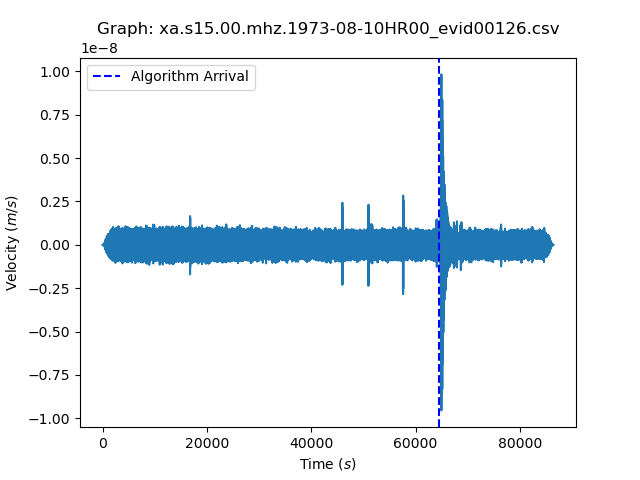 Graph: xa.s15.00.mhz.1973-08-10HR00_evid00126.csv
1e−8
Algorithm Arrival
1.00
0.75
0.50
0.25
0.00
−0.25
−0.50
−0.75
−1.00
Velocity (m/s)
0 20000 40000 60000 80000
Time (s)